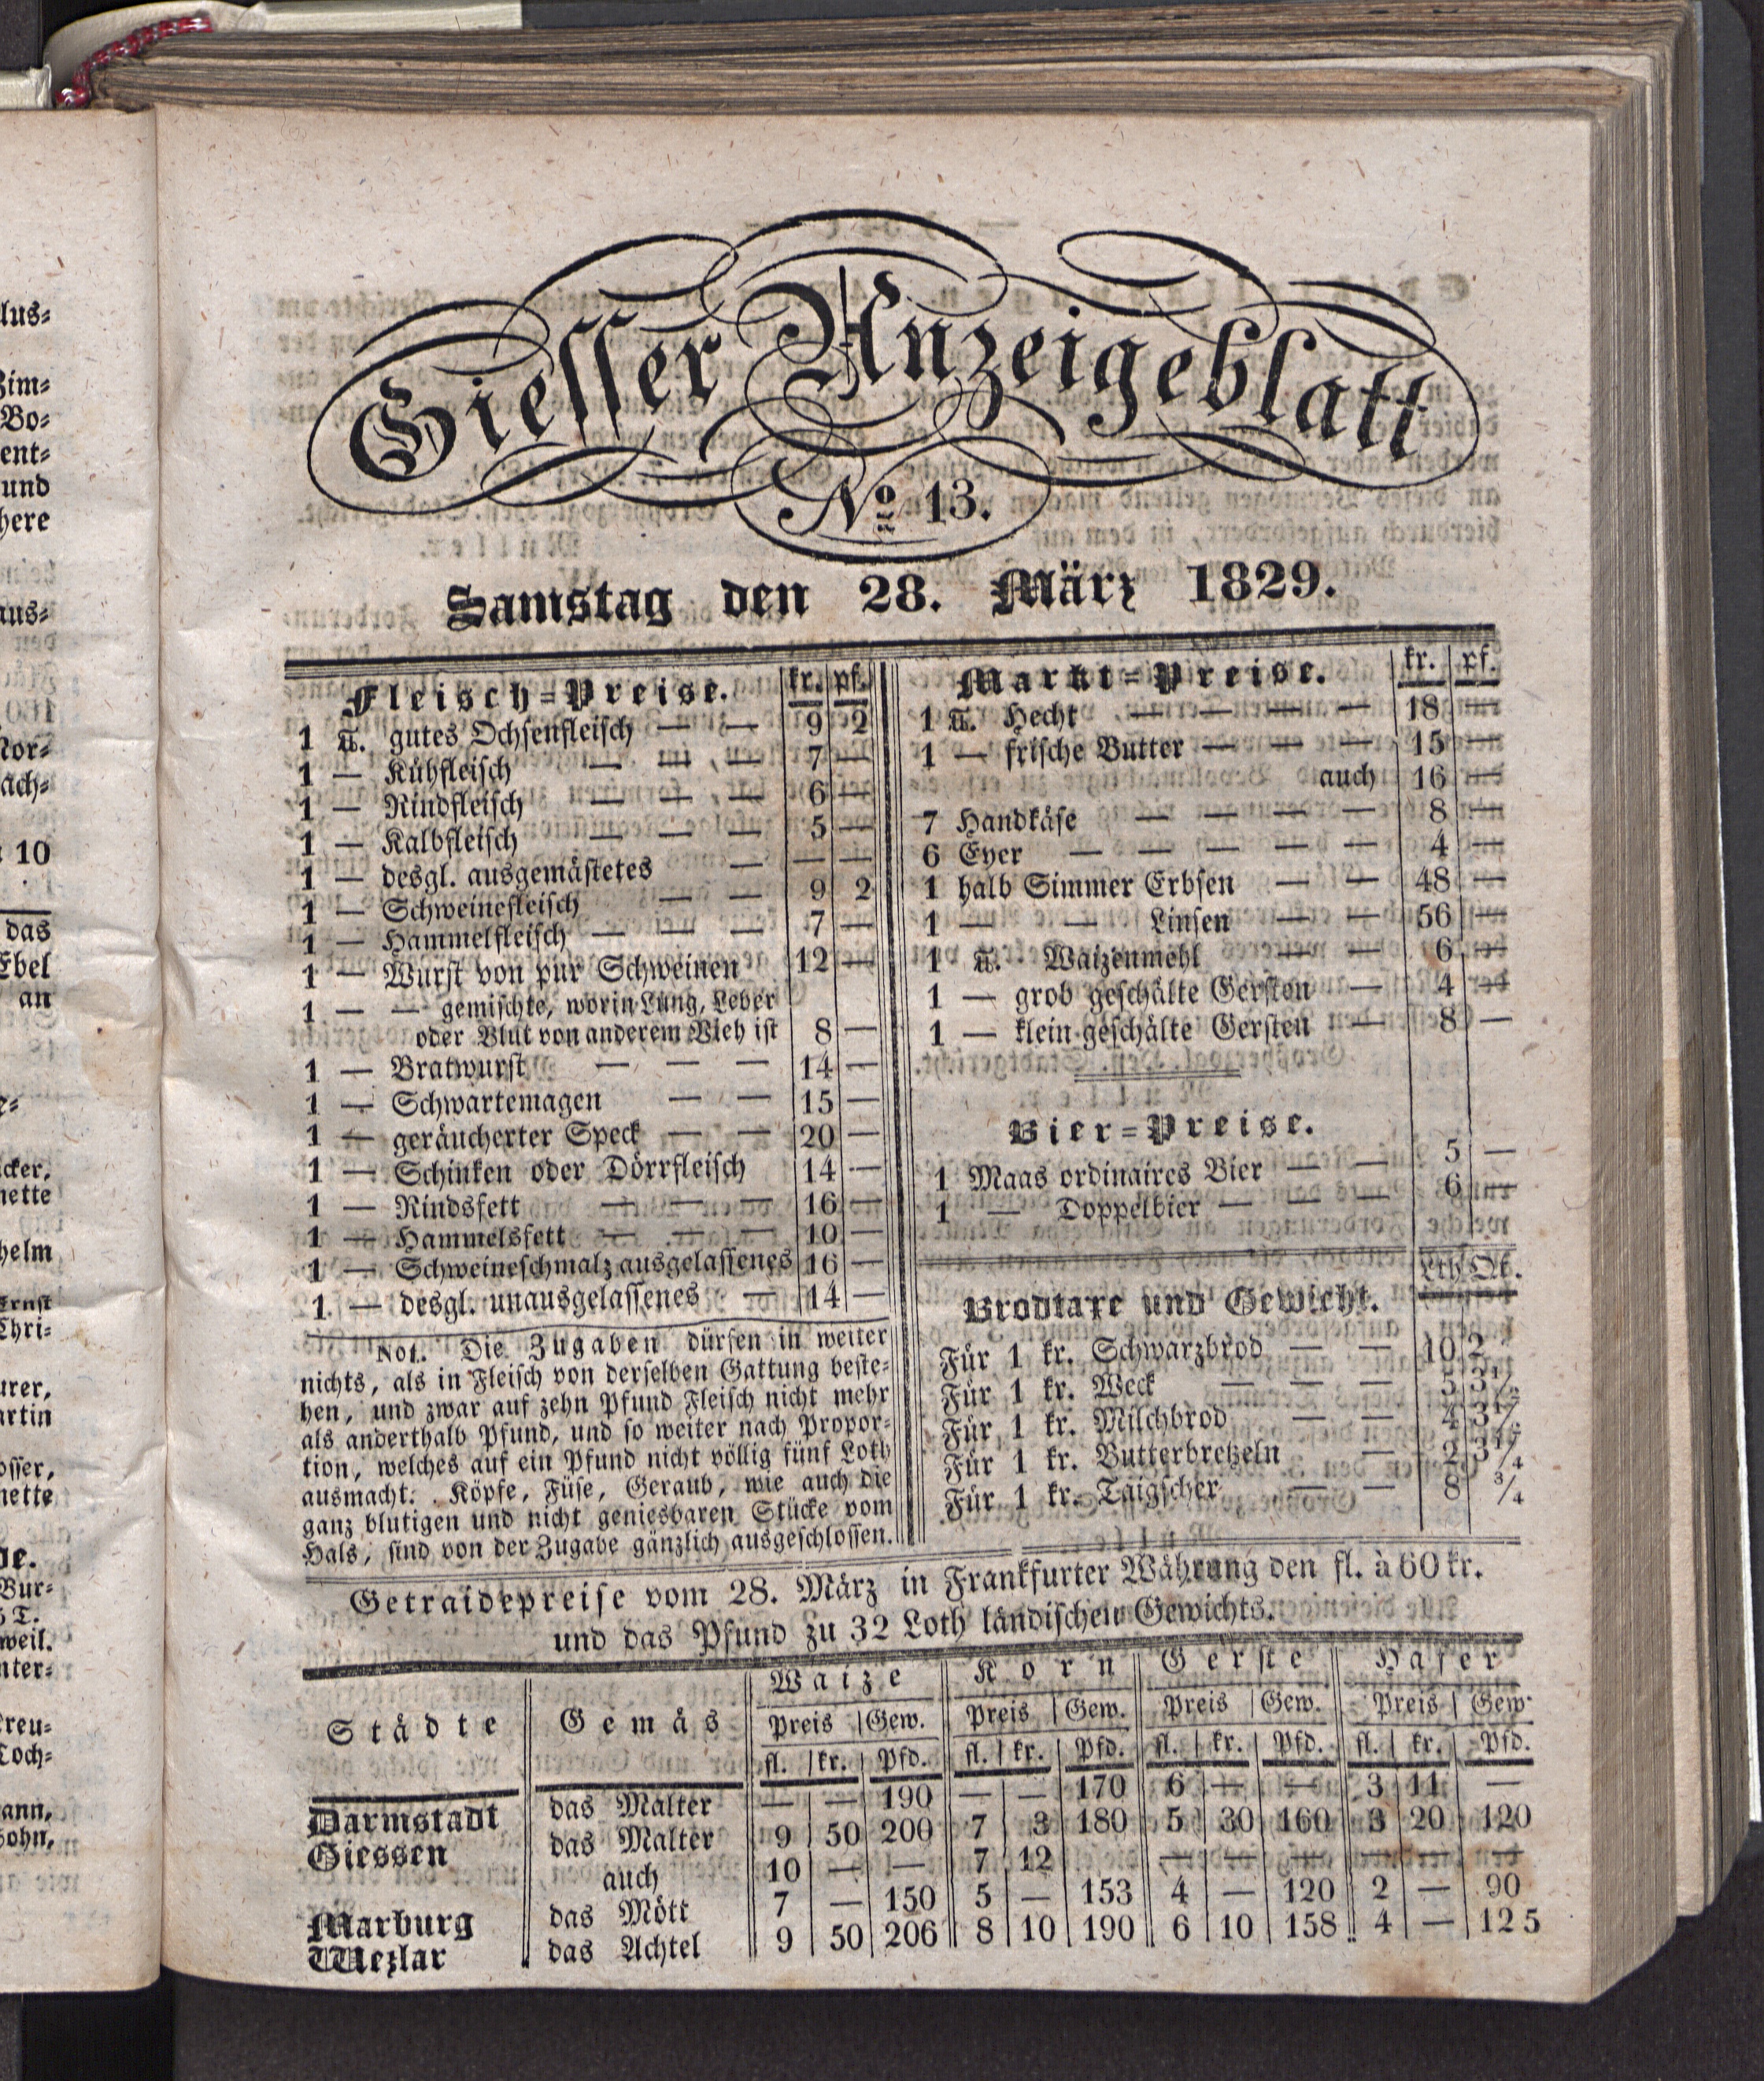 Giesser Anzeigeblatt
No 13.
Samstag den 28. März 1829.
Fleisch=Preise. kr. pf.
1 ℔. gutes Ochsenfleisch — — 9 2
1 — Kühfleisch — — — 7 —
1 — Rindfleisch — — — 6 —
1 — Kalbfleisch — — — 5 —
1 — desgl. ausgemästetes — — —
1 — Schweinefleisch — — 9 2
1 — Hammelfleisch — — — 7 —
1 — Wurst von pur Schweinen 12 —
1 — — gemischte, worin Lung, Leber
oder Blut von anderem Vieh ist 8 —
1 — Bratwurst — — — 14 —
1 — Schwartemagen — — 15 —
1 — geräucherter Speck — — 20 —
1 — Schinken oder Dörrfleisch 14 —
1 — Rindsfett — — — 16 —
1 — Hammelsfett — — — 10 —
1 — Schweineschmalz ausgelassenes 16 —
1 — desgl. unausgelassenes — 14 —
Not. Die Zugaben dürfen in weiter
nichts, als in Fleisch von derselben Gattung beste=
hen, und zwar auf zehn Pfund Fleisch nicht mehr
als anderthalb Pfund, und so weiter nach Propor=
tion, welches auf ein Pfund nicht völlig fünf Loth
ausmacht. Köpfe, Füse, Geraub, wie auch die
ganz blutigen und nicht geniesbaren Stücke vom
Hals, sind von der Zugabe gänzlich ausgeschlossen.
Markt=Preise. kr. pf.
1 ℔. Hecht — — — — 18 —
1 — frische Butter — — — 15 —
auch 16 —
7 Handkäse — — — — 8 —
6 Eyer — — — — — 4 —
1 halb Simmer Erbsen — — 48 —
1 — — Linsen — — 56 —
1 ℔. Waizenmehl — — 6 —
1 — grob geschälte Gersten — 4 —
1 — klein geschälte Gersten — 8 —
Bier=Preise.
1 Maas ordinaires Bier — — 5 —
1 — Doppelbier — — — 6 —
Brodtaxe und Gewicht. Lth Qt.
Für 1 kr. Schwarzbrod — — 10 2
Für 1 kr. Weck — — — 5 3½
Für 1 kr. Milchbrod — — 4 3½
Für 1 kr. Butterbretzeln — 2 3¼
Für 1 kr. Taigscher — — 8 ¾
Getraidepreise vom 28. März in Frankfurter Währung den fl. à 60 kr.
und das Pfund zu 32 Loth ländischen Gewichts.
Städte Gemäs Waize Korn Gerste Hafer
Preis Gew. Preis Gew. Preis Gew. Preis Gew.
fl. kr. Pfd. fl. kr. Pfd. fl. kr. Pfd. fl. kr. Pfd.
Darmstadt das Malter — — 190 — — 170 6 — — 3 11 —
Giessen das Malter 9 50 200 7 3 180 5 30 160 3 20 120
auch 10 — — 7 12 — — — — — —
Marburg das Mött 7 — 150 5 — 153 4 — 120 2 — 90
Wezlar das Achtel 9 50 206 8 10 190 6 10 158 4 — 125